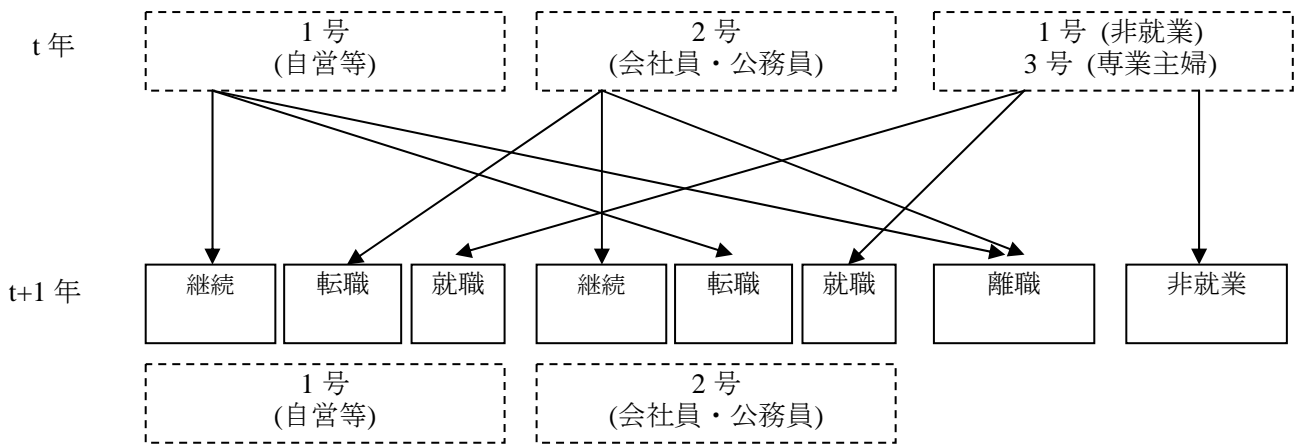 t 年
1 号
(自営等)
2 号
(会社員・公務員)
1 号 (非就業)
3 号 (専業主婦)
t+1 年
継続
転職
就職
継続
転職
就職
離職
非就業
1 号
(自営等)
2 号
(会社員・公務員)